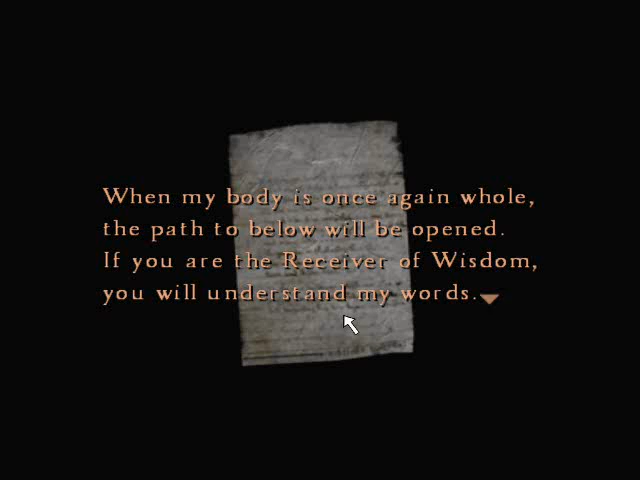 When my body is once again whole,
the path to below will be opened.
If you are the Receiver of Wisdom,
you will understand my words.